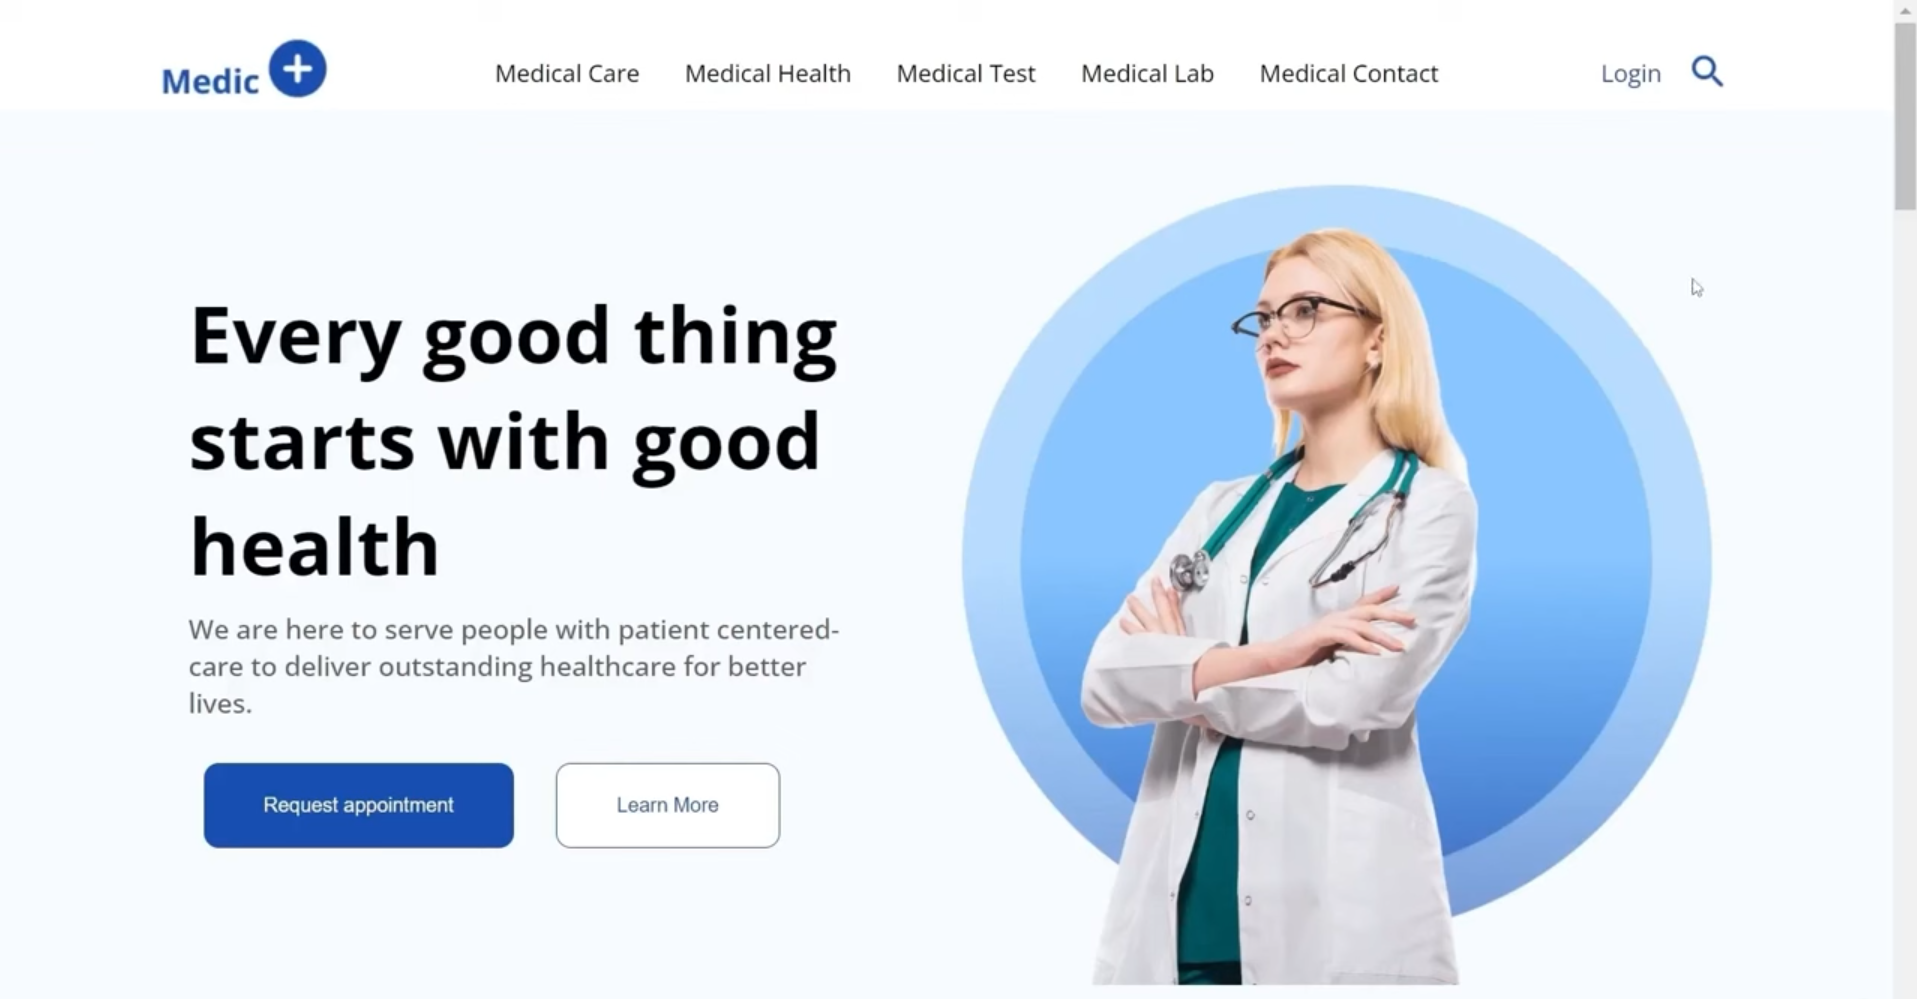 Medic
Medical Care Medical Health Medical Test Medical Lab Medical Contact
Login
Every good thing
starts with good
health
We are here to serve people with patient centered-
care to deliver outstanding healthcare for better
lives.
Request appointment
Learn More